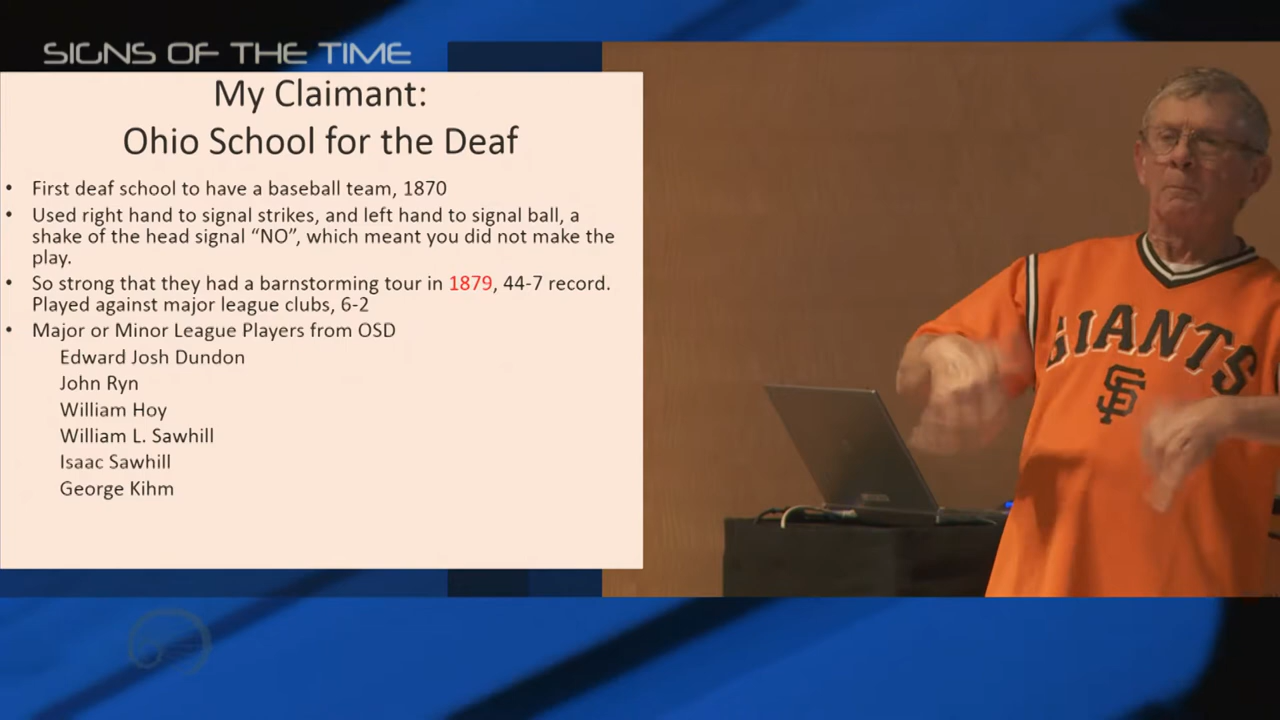 SIGNS OF THE TIME
My Claimant:
Ohio School for the Deaf
• First deaf school to have a baseball team, 1870
• Used right hand to signal strikes, and left hand to signal ball, a
shake of the head signal “NO”, which meant you did not make the
play.
• So strong that they had a barnstorming tour in 1879, 44-7 record.
Played against major league clubs, 6-2
• Major or Minor League Players from OSD
Edward Josh Dundon
John Ryn
William Hoy
William L. Sawhill
Isaac Sawhill
George Kihm
GIANTS
SF